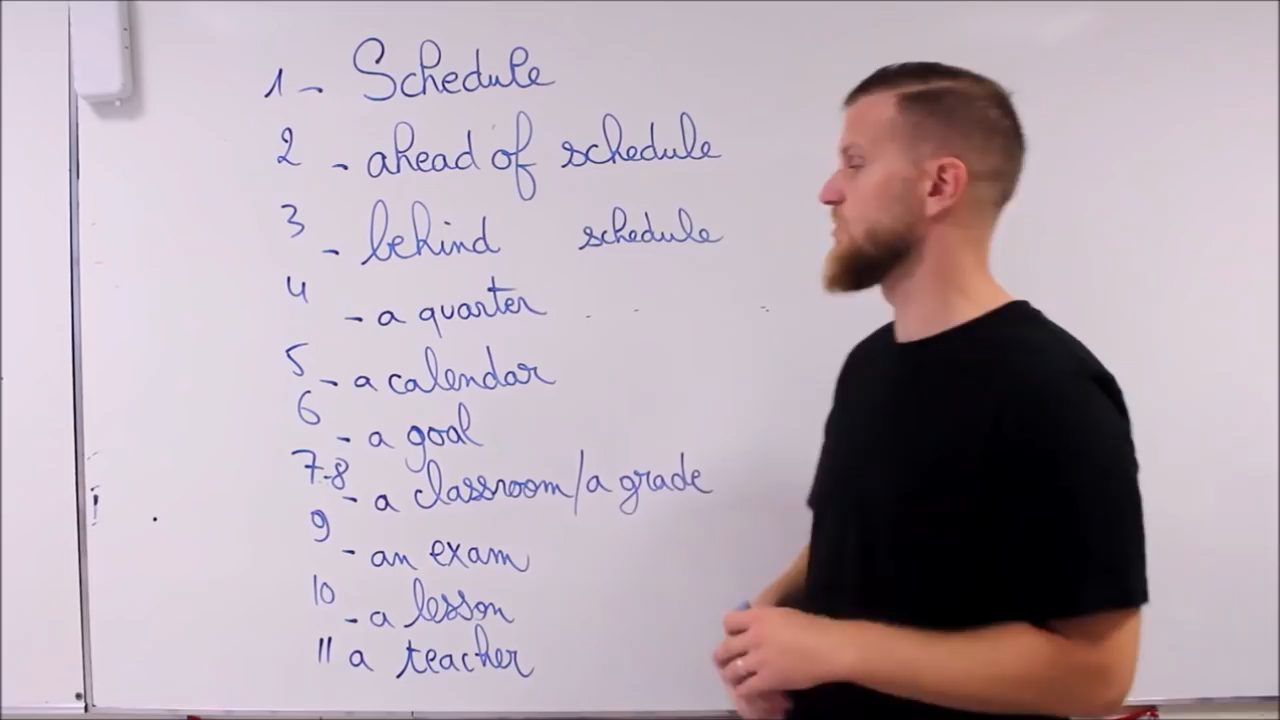 1 - Schedule
2 - ahead of schedule
3 - behind schedule
4 - a quarter
5 - a calendar
6 - a goal
7-8 - a classroom/a grade
9 - an exam
10 - a lesson
11 a teacher